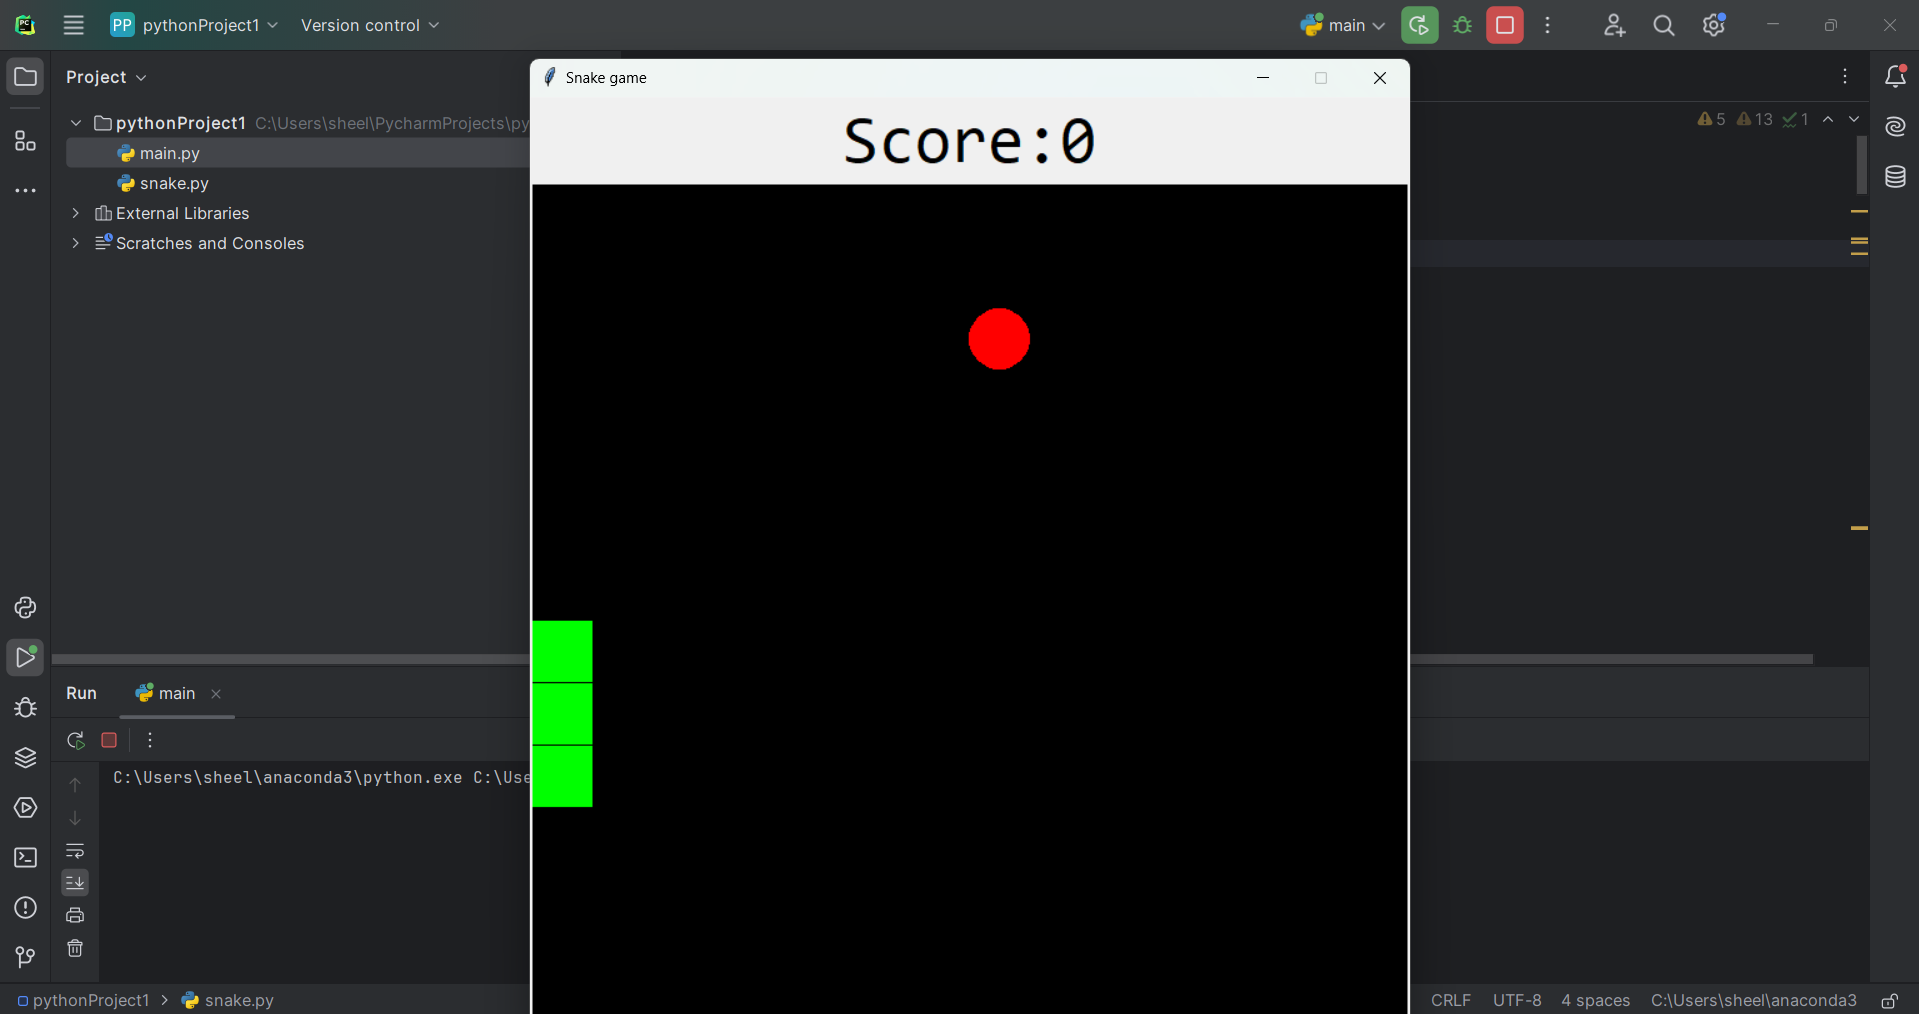 PC
PP pythonProject1
Version control
main
Project
Snake game
pythonProject1 C:\Users\sheel\PycharmProjects\py
5 13 1
Score:0
main.py
snake.py
External Libraries
Scratches and Consoles
Run
main
C:\Users\sheel\anaconda3\python.exe C:\Use
pythonProject1 > snake.py
CRLF UTF-8 4 spaces C:\Users\sheel\anaconda3